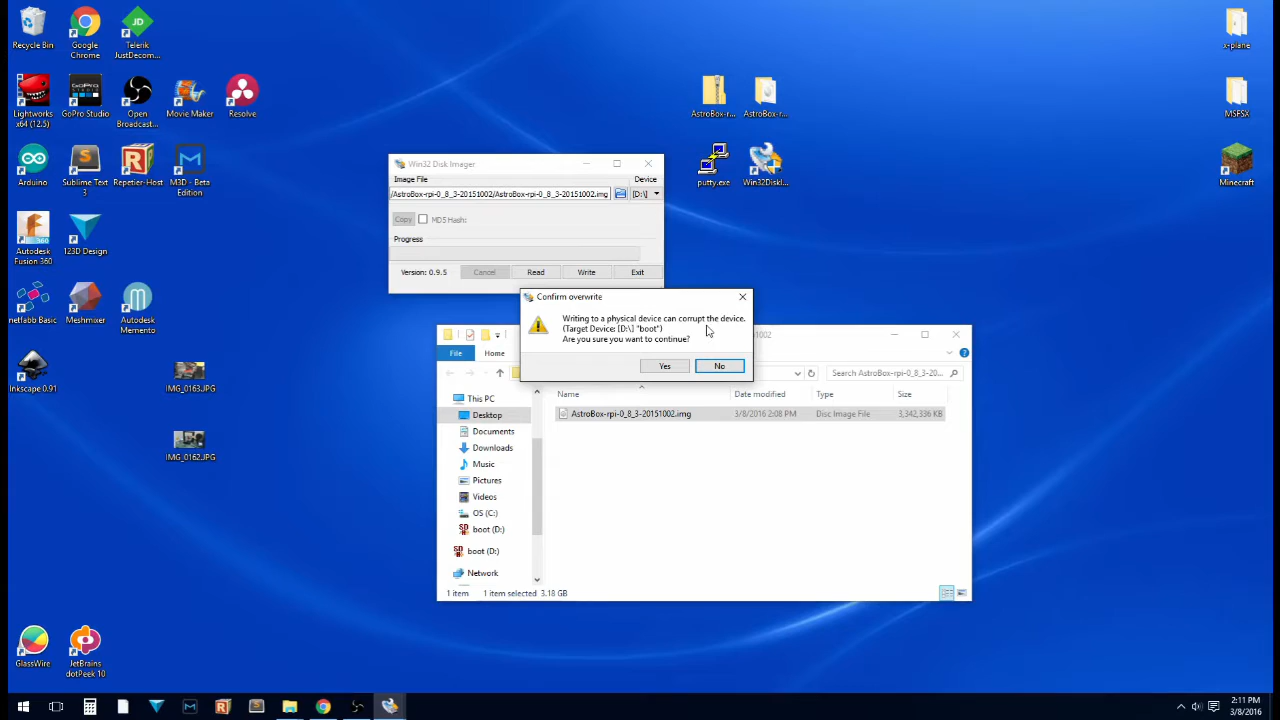 Recycle Bin
Google
Chrome
Telerik
JustDecom...
Lightworks
x64 (12.5)
GoPro Studio
Open
Broadcast...
Movie Maker
Resolve
Arduino
Sublime Text
3
Repetier-Host
M3D - Beta
Edition
Autodesk
Fusion 360
123D Design
netfabb Basic
Meshmixer
Autodesk
Memento
Inkscape 0.91
IMG_0163.JPG
IMG_0162.JPG
GlassWire
JetBrains
dotPeek 10
AstroBox-r...
AstroBox-r...
putty.exe
Win32DiskI...
x-plane
MSFSX
Minecraft
Win32 Disk Imager
Image File
Device
/AstroBox-rpi-0_8_3-20151002/AstroBox-rpi-0_8_3-20151002.img
[D:\]
Copy
MD5 Hash:
Progress
Version: 0.9.5
Cancel
Read
Write
Exit
Confirm overwrite
Writing to a physical device can corrupt the device.
(Target Device: [D:\] "boot")
Are you sure you want to continue?
Yes
No
1002
File
Home
Search AstroBox-rpi-0_8_3-20...
Name
Date modified
Type
Size
AstroBox-rpi-0_8_3-20151002.img
3/8/2016 2:08 PM
Disc Image File
3,342,336 KB
This PC
Desktop
Documents
Downloads
Music
Pictures
Videos
OS (C:)
boot (D:)
boot (D:)
Network
1 item
1 item selected 3.18 GB
2:11 PM
3/8/2016